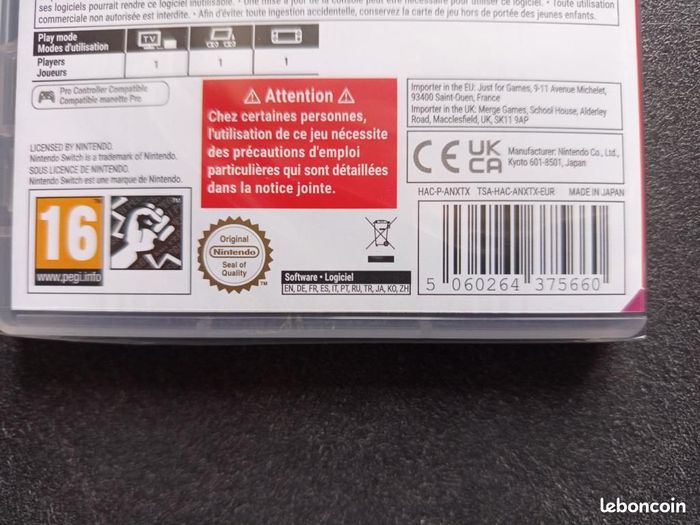 ses logiciels pourrait rendre ce logiciel inutilisable.
commerciale non autorisée est interdite. • Afin d'éviter toute ingestion accidentelle, conservez la carte de jeu hors de portée des jeunes enfants.
Play mode
Modes d'utilisation
TV
Players
Joueurs
1 1 1
Pro Controller Compatible
Compatible manette Pro
LICENSED BY NINTENDO.
Nintendo Switch is a trademark of Nintendo.
SOUS LICENCE DE NINTENDO.
Nintendo Switch est une marque de Nintendo.
⚠ Attention ⚠
Chez certaines personnes,
l'utilisation de ce jeu nécessite
des précautions d'emploi
particulières qui sont détaillées
dans la notice jointe.
Importer in the EU: Just for Games, 9-11 Avenue Michelet,
93400 Saint-Ouen, France
Importer in the UK: Merge Games, School House, Alderley
Road, Macclesfield, UK, SK11 9AP
CE UK
CA
Manufacturer: Nintendo Co., Ltd.,
Kyoto 601-8501, Japan
HAC-P-ANXTX TSA-HAC-ANXTX-EUR MADE IN JAPAN
16
www.pegi.info
TM
Original
Nintendo
Seal of
Quality
TM
Software • Logiciel
EN, DE, FR, ES, IT, PT, RU, TR, JA, KO, ZH
5 060264 375660
leboncoin